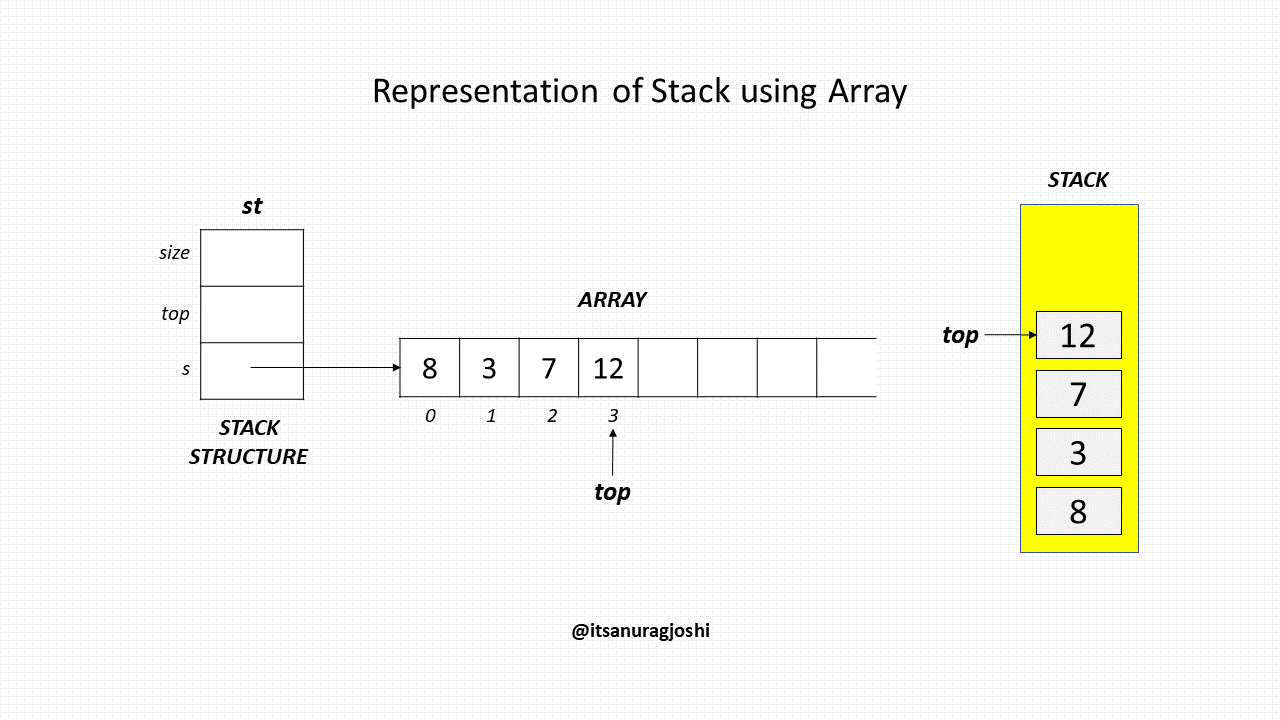 Representation of Stack using Array
st
size
top
s
STACK
STRUCTURE
ARRAY
8 3 7 12
0 1 2 3
top
STACK
top
12
7
3
8
@itsanuragjoshi